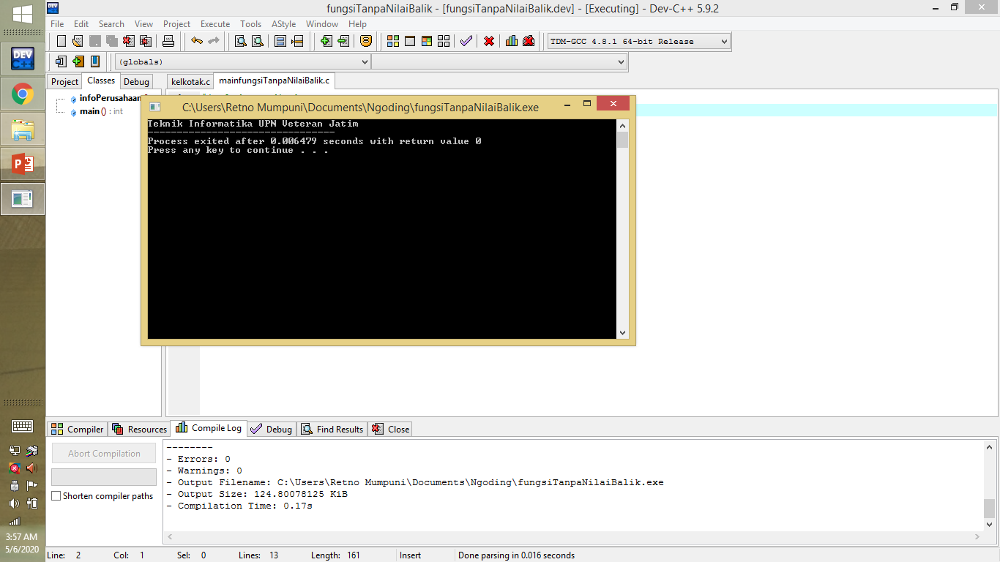 fungsiTanpaNilaiBalik - [fungsiTanpaNilaiBalik.dev] - [Executing] - Dev-C++ 5.9.2
File Edit Search View Project Execute Tools AStyle Window Help
TDM-GCC 4.8.1 64-bit Release
(globals)
Project Classes Debug
kelkotak.c mainfungsiTanpaNilaiBalik.c
infoPerusahaan
main () : int
C:\Users\Retno Mumpuni\Documents\Ngoding\fungsiTanpaNilaiBalik.exe
Teknik Informatika UPN Veteran Jatim
--------------------------------
Process exited after 0.006479 seconds with return value 0
Press any key to continue . . .
DEV
C++
Compiler Resources Compile Log Debug Find Results Close
Abort Compilation
Shorten compiler paths
--------
- Errors: 0
- Warnings: 0
- Output Filename: C:\Users\Retno Mumpuni\Documents\Ngoding\fungsiTanpaNilaiBalik.exe
- Output Size: 124.80078125 KiB
- Compilation Time: 0.17s
3:57 AM
5/6/2020
Line: 2 Col: 1 Sel: 0 Lines: 13 Length: 161 Insert Done parsing in 0.016 seconds